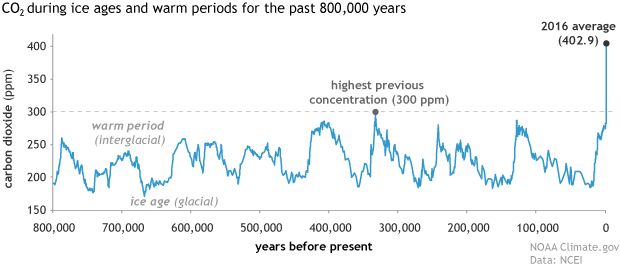 CO₂ during ice ages and warm periods for the past 800,000 years
2016 average
(402.9)
highest previous
concentration (300 ppm)
warm period
(interglacial)
ice age (glacial)
carbon dioxide (ppm)
400
350
300
250
200
150
800,000
700,000
600,000
500,000
400,000
300,000
200,000
100,000
0
years before present
NOAA Climate.gov
Data: NCEI